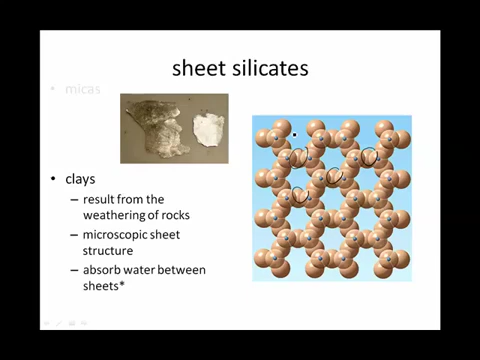 sheet silicates
• micas
• clays
– result from the
weathering of rocks
– microscopic sheet
structure
– absorb water between
sheets*